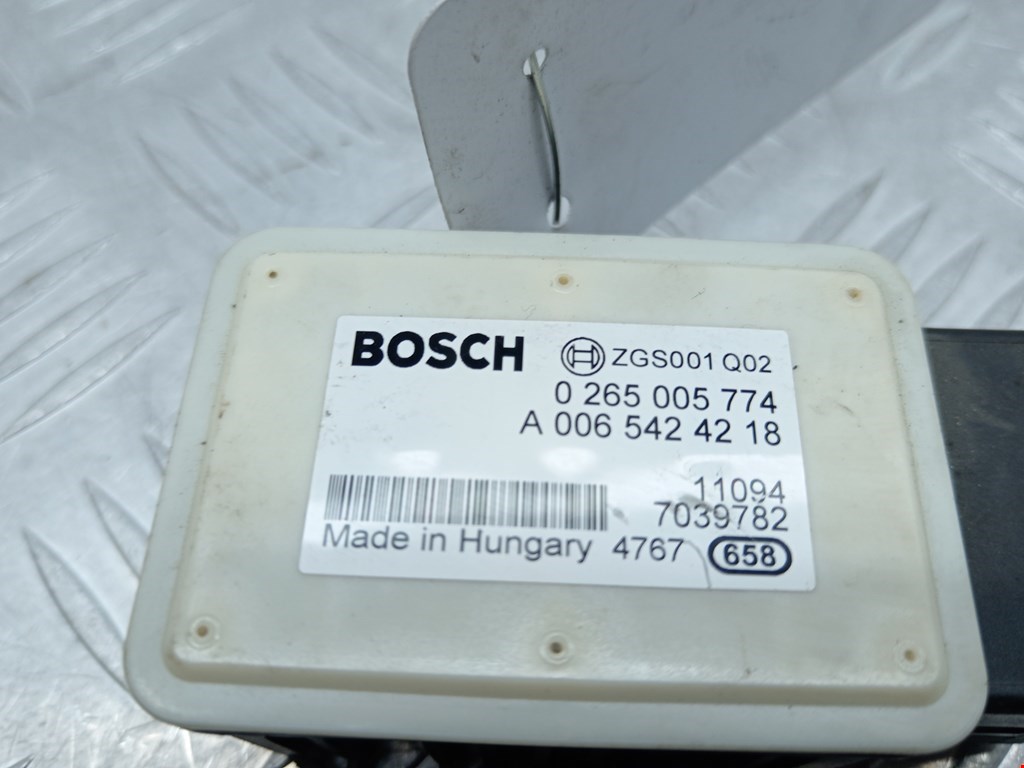 BOSCH ZGS001 Q02
0 265 005 774
A 006 542 42 18
11094
7039782
Made in Hungary 4767 658